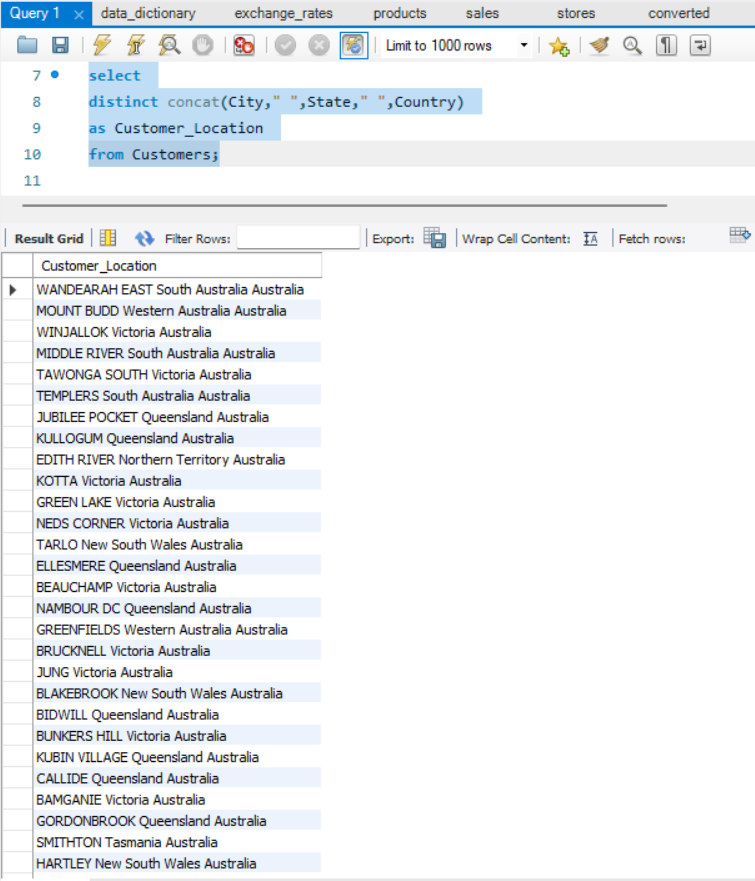 Query 1 data_dictionary exchange_rates products sales stores converted
Limit to 1000 rows
7 select
8 distinct concat(City," ",State," ",Country)
9 as Customer_Location
10 from Customers;
11
Result Grid Filter Rows: Export: Wrap Cell Content: Fetch rows:
Customer_Location
WANDEARAH EAST South Australia Australia
MOUNT BUDD Western Australia Australia
WINJALLOK Victoria Australia
MIDDLE RIVER South Australia Australia
TAWONGA SOUTH Victoria Australia
TEMPLERS South Australia Australia
JUBILEE POCKET Queensland Australia
KULLOGUM Queensland Australia
EDITH RIVER Northern Territory Australia
KOTTA Victoria Australia
GREEN LAKE Victoria Australia
NEDS CORNER Victoria Australia
TARLO New South Wales Australia
ELLESMERE Queensland Australia
BEAUCHAMP Victoria Australia
NAMBOUR DC Queensland Australia
GREENFIELDS Western Australia Australia
BRUCKNELL Victoria Australia
JUNG Victoria Australia
BLAKEBROOK New South Wales Australia
BIDWILL Queensland Australia
BUNKERS HILL Victoria Australia
KUBIN VILLAGE Queensland Australia
CALLIDE Queensland Australia
BAMGANIE Victoria Australia
GORDONBROOK Queensland Australia
SMITHTON Tasmania Australia
HARTLEY New South Wales Australia